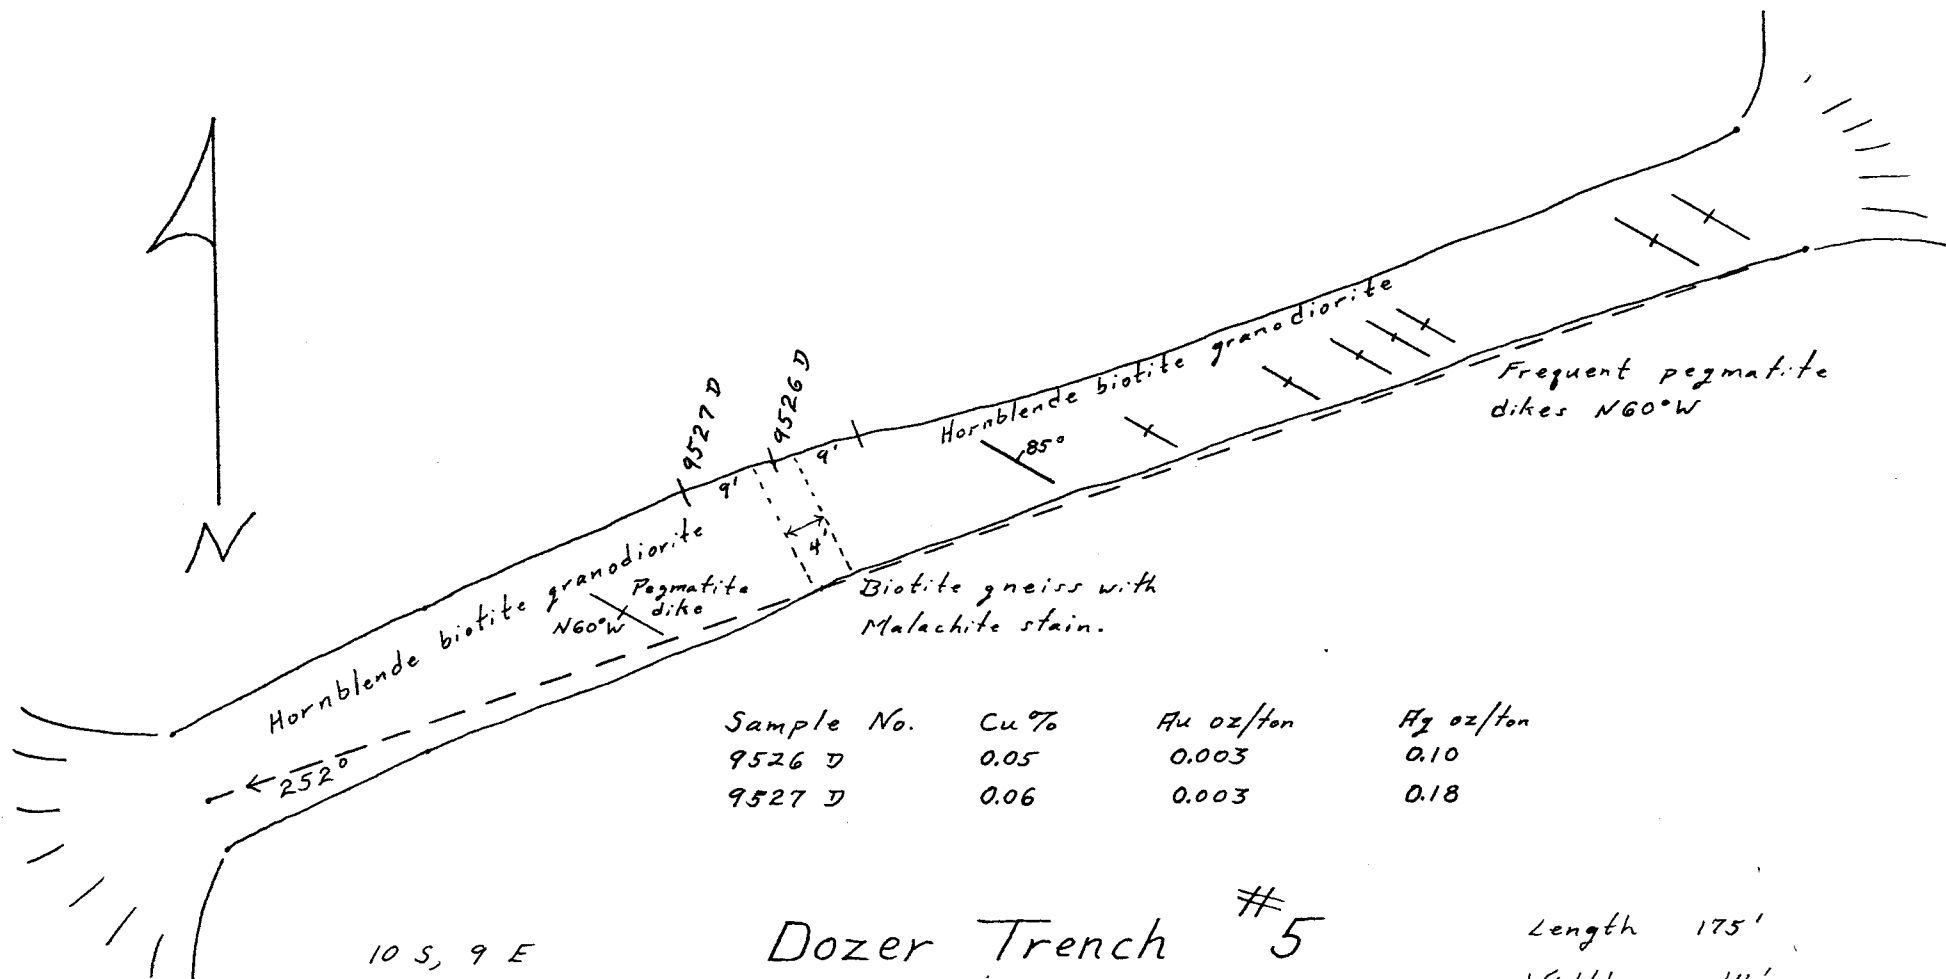 9527 D
9526 D
9'
9'
4'
Hornblende biotite granodiorite
85°
Frequent pegmatite
dikes N60°W
Hornblende biotite granodiorite
Pegmatite
dike
N60°W
Biotite gneiss with
Malachite stain.
252°
N
Sample No. Cu % Au oz/ton Ag oz/ton
9526 D 0.05 0.003 0.10
9527 D 0.06 0.003 0.18
10 S, 9 E
Dozer Trench #5
Length 175'